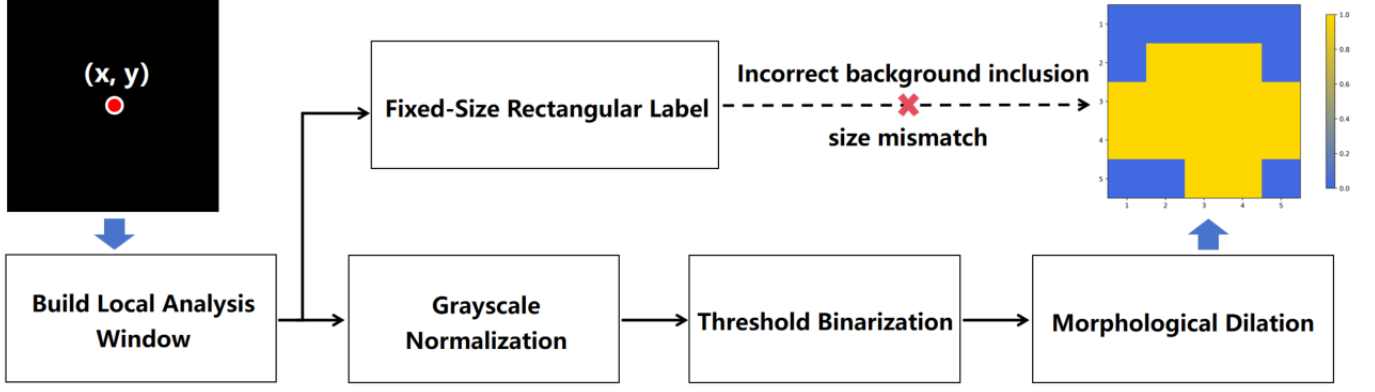 (x, y)
Fixed-Size Rectangular Label
Incorrect background inclusion
size mismatch
1
2
3
4
5
1 2 3 4 5
1.0
0.8
0.6
0.4
0.2
0.0
Build Local Analysis
Window
Grayscale
Normalization
Threshold Binarization
Morphological Dilation